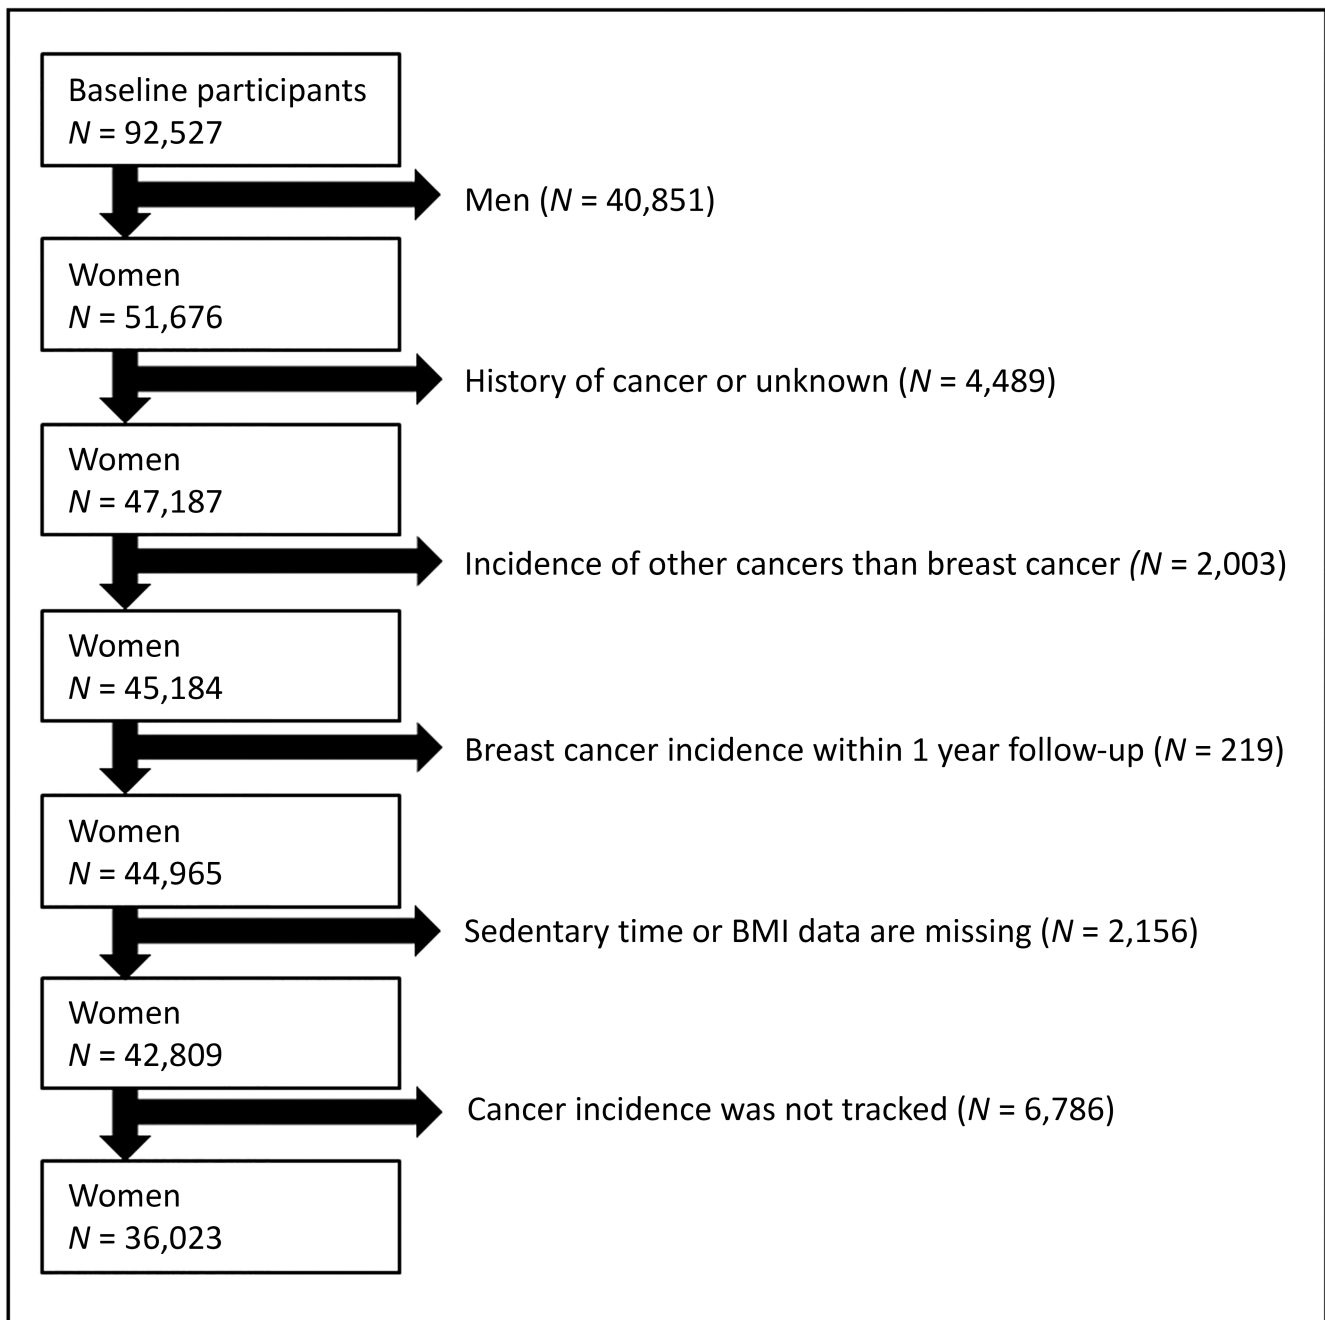 Baseline participants
N = 92,527
Men (N = 40,851)
Women
N = 51,676
History of cancer or unknown (N = 4,489)
Women
N = 47,187
Incidence of other cancers than breast cancer (N = 2,003)
Women
N = 45,184
Breast cancer incidence within 1 year follow-up (N = 219)
Women
N = 44,965
Sedentary time or BMI data are missing (N = 2,156)
Women
N = 42,809
Cancer incidence was not tracked (N = 6,786)
Women
N = 36,023